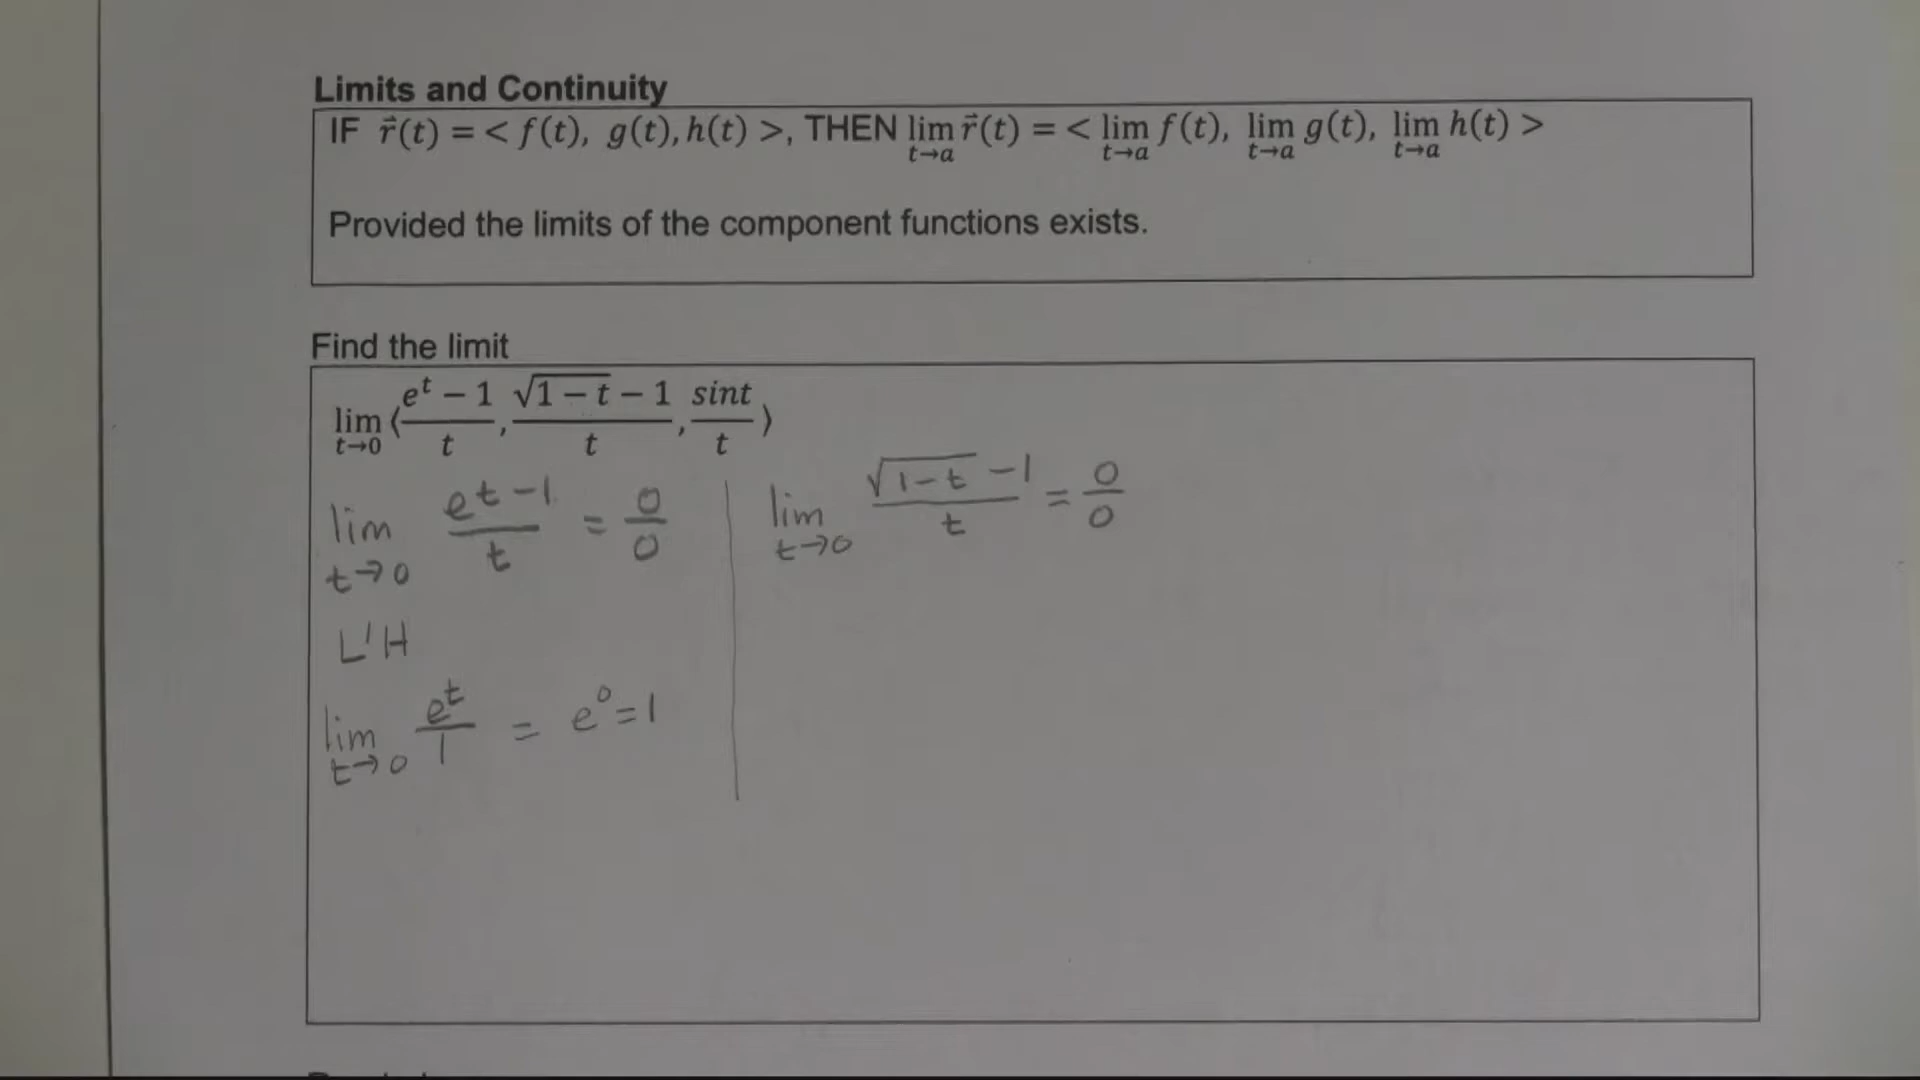 Limits and Continuity
IF r⃗(t) = < f(t), g(t), h(t) >, THEN lim t→a r⃗(t) = < lim t→a f(t), lim t→a g(t), lim t→a h(t) >
Provided the limits of the component functions exists.
Find the limit
lim t→0 ⟨(e^t − 1)/t, (√(1 − t) − 1)/t, sint/t⟩
lim t→0 (e^t − 1)/t = 0/0
L'H
lim t→0 e^t/1 = e^0 = 1
lim t→0 (√(1−t) − 1)/t = 0/0